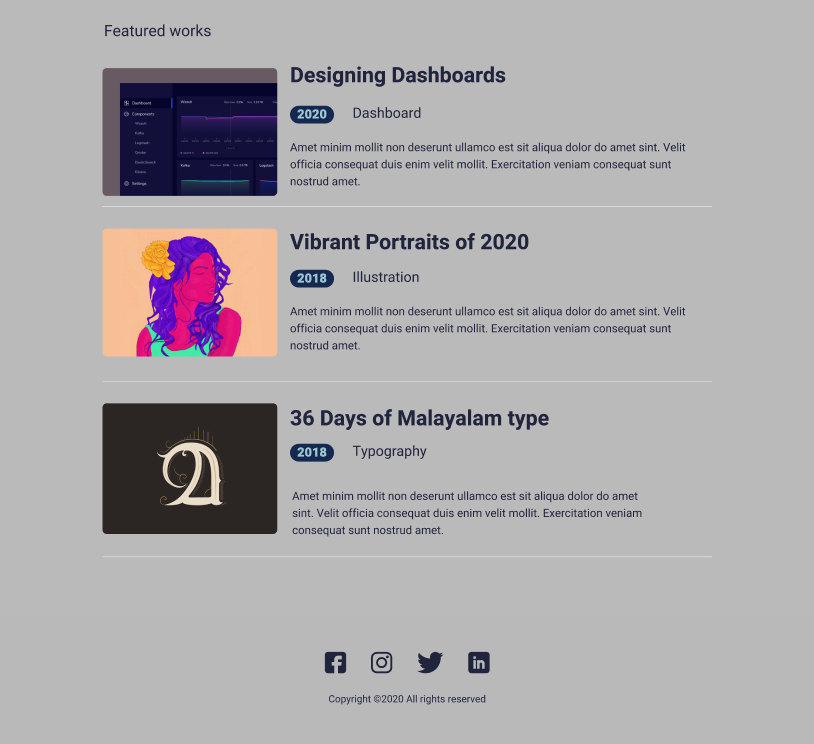 Featured works
Designing Dashboards
2020 Dashboard
Amet minim mollit non deserunt ullamco est sit aliqua dolor do amet sint. Velit
officia consequat duis enim velit mollit. Exercitation veniam consequat sunt
nostrud amet.
Dashboard
Components
Settings
Vibrant Portraits of 2020
2018 Illustration
Amet minim mollit non deserunt ullamco est sit aliqua dolor do amet sint. Velit
officia consequat duis enim velit mollit. Exercitation veniam consequat sunt
nostrud amet.
36 Days of Malayalam type
2018 Typography
Amet minim mollit non deserunt ullamco est sit aliqua dolor do amet
sint. Velit officia consequat duis enim velit mollit. Exercitation veniam
consequat sunt nostrud amet.
Copyright ©2020 All rights reserved